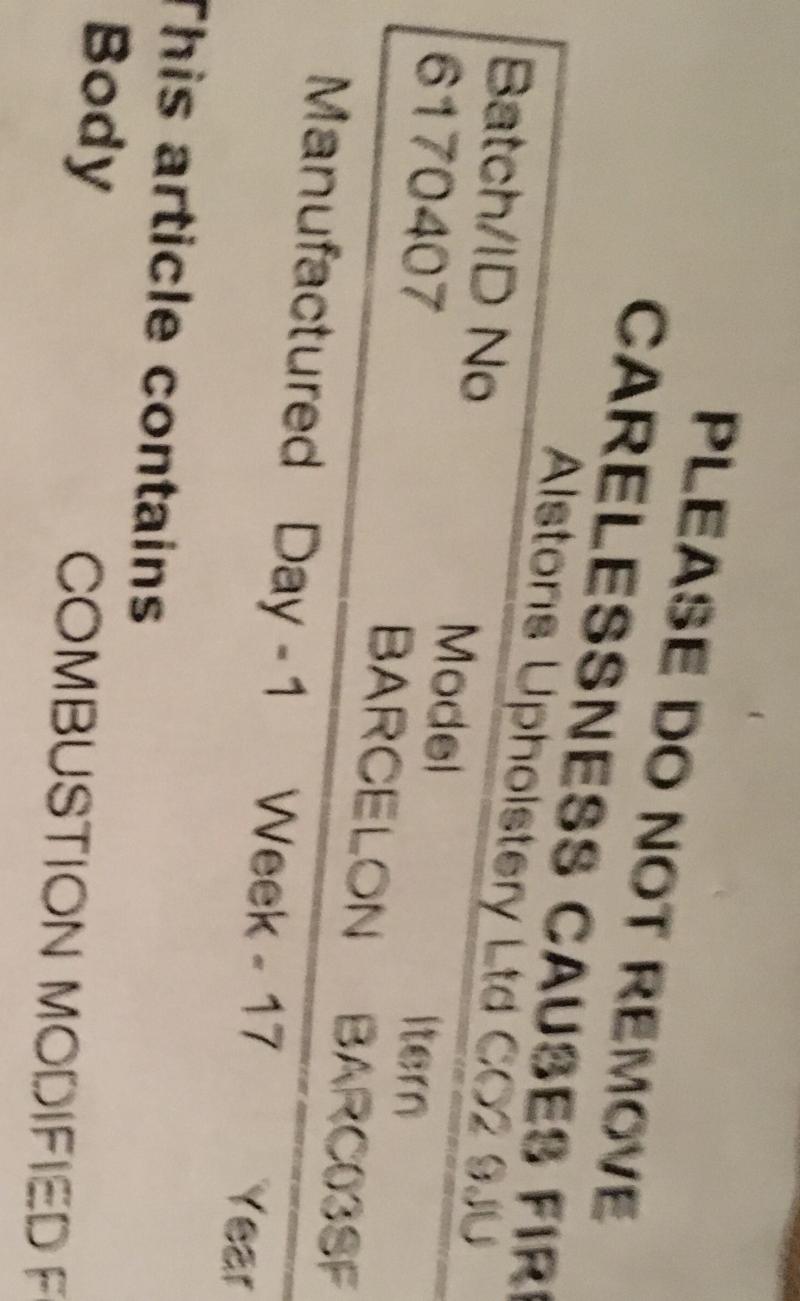 PLEASE DO NOT REMOVE
CARELESSNESS CAUSES FIRE
Alstons Upholstery Ltd CO2 9JU
Batch/ID No Model Item
6170407 BARCELON BARC03SF
Manufactured Day - 1 Week - 17 Year
This article contains
Body COMBUSTION MODIFIED